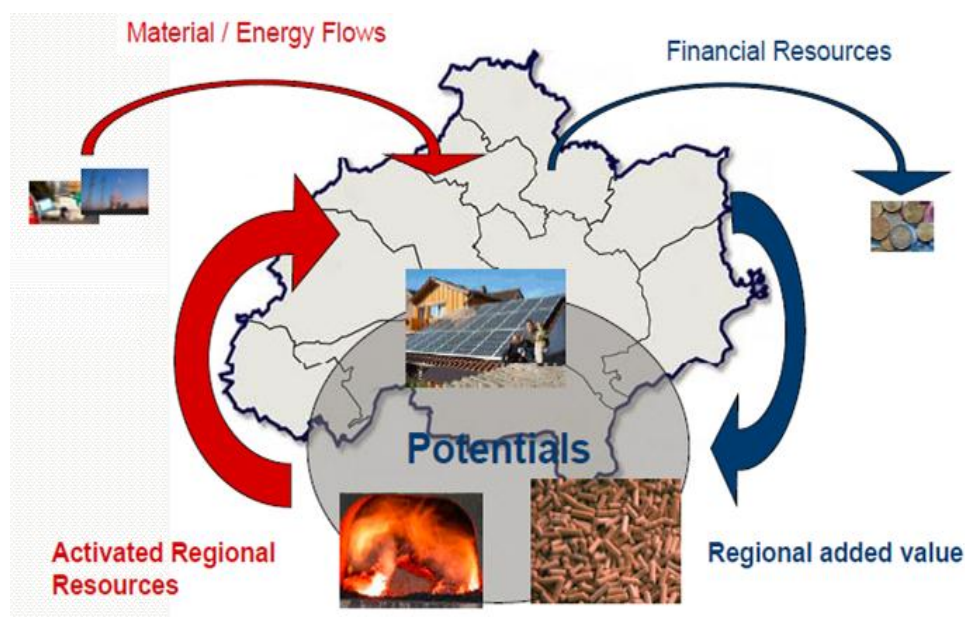 Material / Energy Flows
Financial Resources
Potentials
Activated Regional
Resources
Regional added value